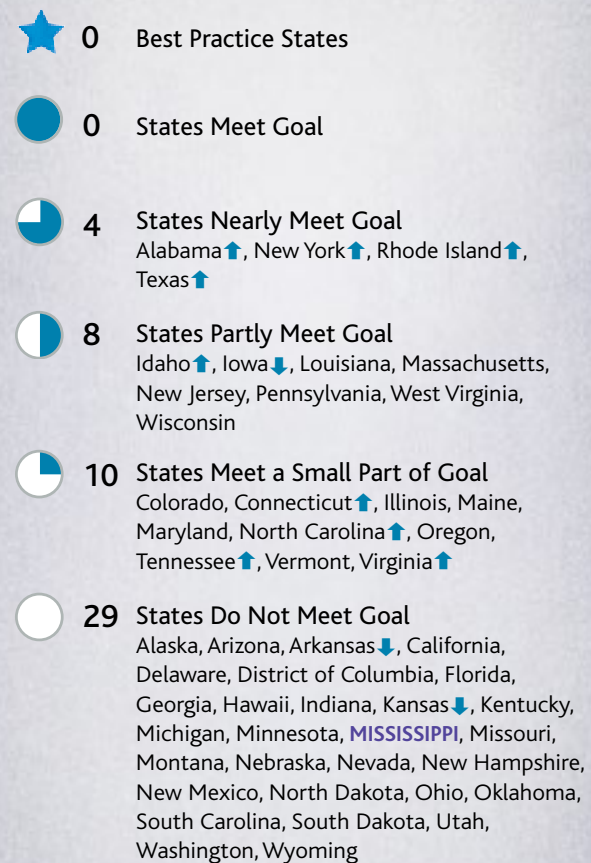 0 Best Practice States
0 States Meet Goal
4 States Nearly Meet Goal
Alabama⬆, New York⬆, Rhode Island⬆,
Texas⬆
8 States Partly Meet Goal
Idaho⬆, Iowa⬇, Louisiana, Massachusetts,
New Jersey, Pennsylvania, West Virginia,
Wisconsin
10 States Meet a Small Part of Goal
Colorado, Connecticut⬆, Illinois, Maine,
Maryland, North Carolina⬆, Oregon,
Tennessee⬆, Vermont, Virginia⬆
29 States Do Not Meet Goal
Alaska, Arizona, Arkansas⬇, California,
Delaware, District of Columbia, Florida,
Georgia, Hawaii, Indiana, Kansas⬇, Kentucky,
Michigan, Minnesota, MISSISSIPPI, Missouri,
Montana, Nebraska, Nevada, New Hampshire,
New Mexico, North Dakota, Ohio, Oklahoma,
South Carolina, South Dakota, Utah,
Washington, Wyoming